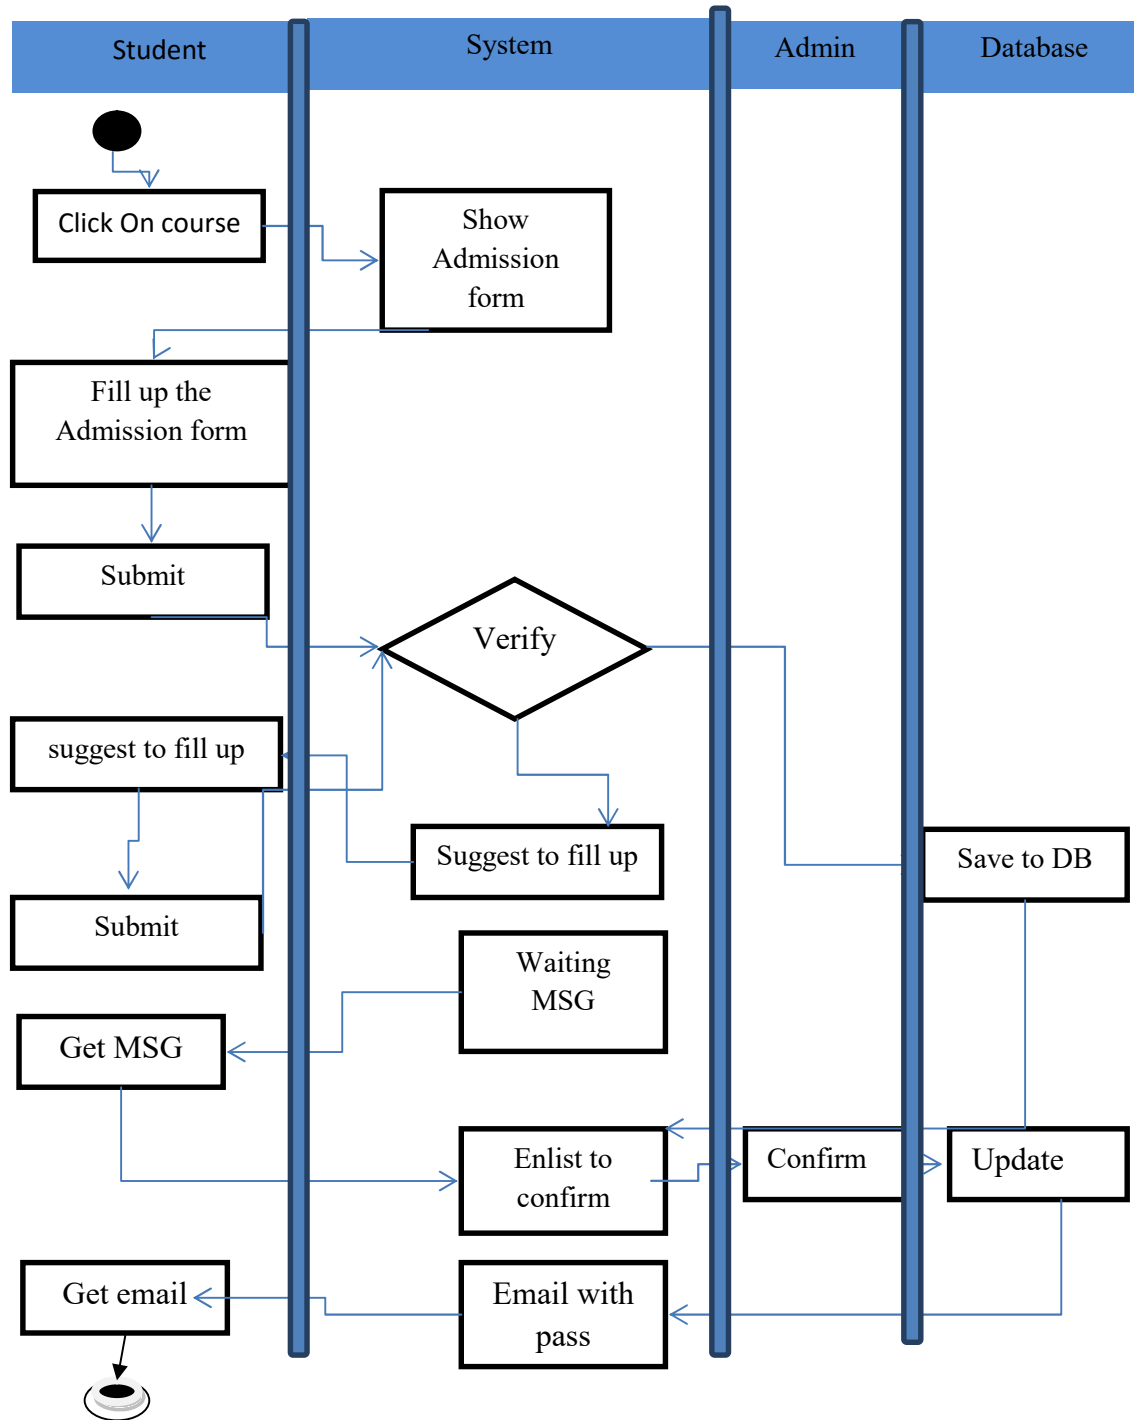 Student
System
Admin
Database
Click On course
Show
Admission
form
Fill up the
Admission form
Submit
Verify
suggest to fill up
Suggest to fill up
Save to DB
Submit
Waiting
MSG
Get MSG
Enlist to
confirm
Confirm
Update
Get email
Email with
pass